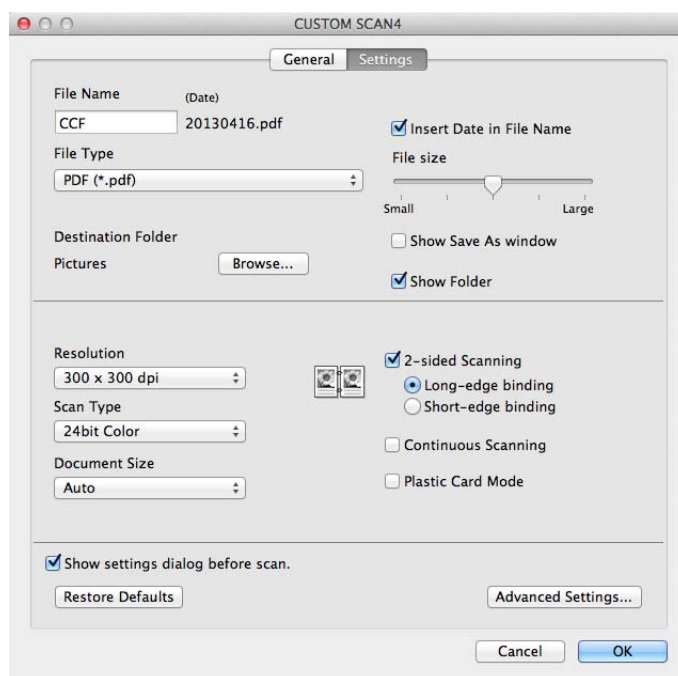 CUSTOM SCAN4
General Settings
File Name (Date)
CCF 20130416.pdf
Insert Date in File Name
File Type
File size
PDF (*.pdf)
Small Large
Destination Folder
Show Save As window
Pictures Browse...
Show Folder
Resolution
2-sided Scanning
300 x 300 dpi
Long-edge binding
Scan Type
Short-edge binding
24bit Color
Continuous Scanning
Document Size
Auto
Plastic Card Mode
Show settings dialog before scan.
Restore Defaults Advanced Settings...
Cancel OK